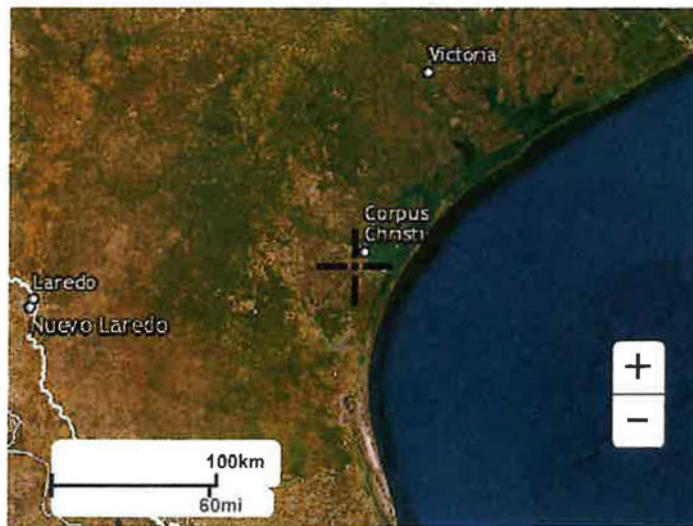 Victoria
Corpus
Christi
Laredo
Nuevo Laredo
+
−
100km
60mi